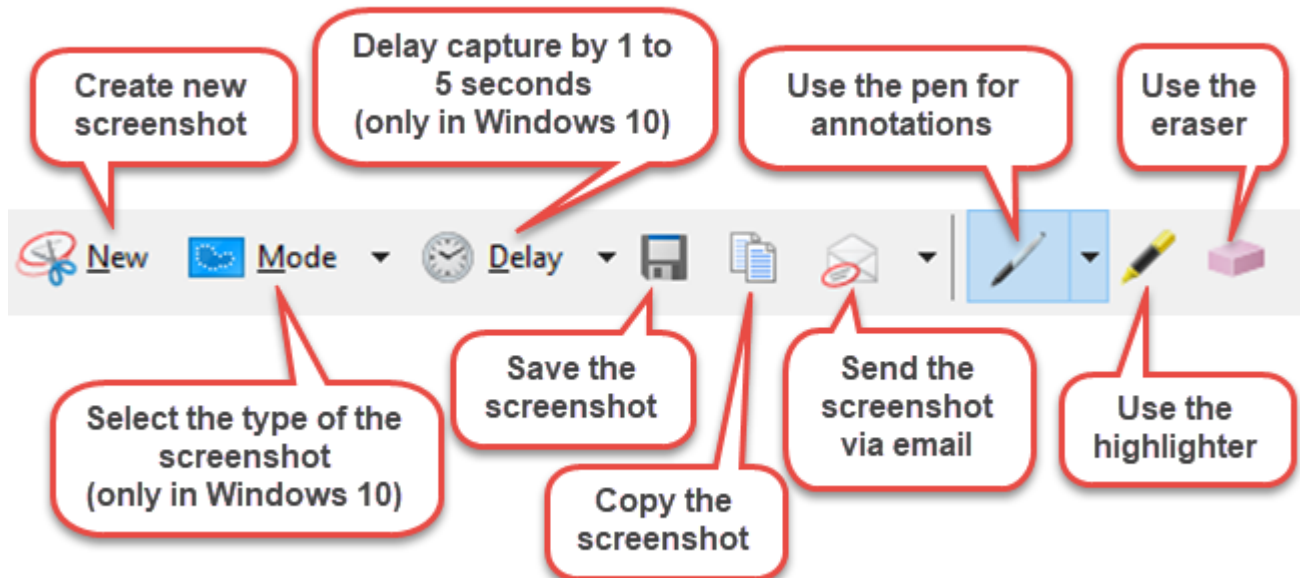 Create new
screenshot
Delay capture by 1 to
5 seconds
(only in Windows 10)
Use the pen for
annotations
Use the
eraser
New
Mode
Delay
Select the type of the
screenshot
(only in Windows 10)
Save the
screenshot
Copy the
screenshot
Send the
screenshot
via email
Use the
highlighter